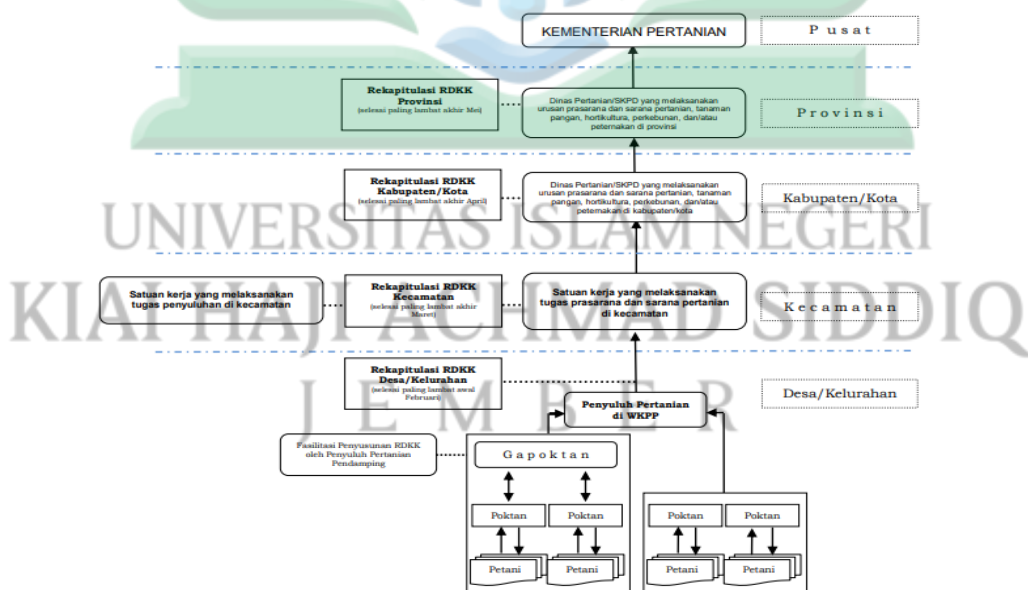 KEMENTERIAN PERTANIAN
P u s a t
Rekapitulasi RDKK
Provinsi
(selesai paling lambat akhir Mei)
Dinas Pertanian/SKPD yang melaksanakan
urusan prasarana dan sarana pertanian, tanaman
pangan, hortikultura, perkebunan, dan/atau
peternakan di provinsi
P r o v i n s i
Rekapitulasi RDKK
Kabupaten/Kota
(selesai paling lambat akhir April)
Dinas Pertanian/SKPD yang melaksanakan
urusan prasarana dan sarana pertanian, tanaman
pangan, hortikultura, perkebunan, dan/atau
peternakan di kabupaten/kota
Kabupaten/Kota
UNIVERSITAS ISLAM NEGERI
Satuan kerja yang melaksanakan
tugas penyuluhan di kecamatan
Rekapitulasi RDKK
Kecamatan
(selesai paling lambat akhir
Maret)
Satuan kerja yang melaksanakan
tugas prasarana dan sarana pertanian
di kecamatan
K e c a m a t a n
KIAI HAJI ACHMAD SIDDIQ
Rekapitulasi RDKK
Desa/Kelurahan
(selesai paling lambat awal
Februari)
Desa/Kelurahan
JEMBER
Penyuluh Pertanian
di WKPP
Fasilitasi Penyusunan RDKK
oleh Penyuluh Pertanian
Pendamping
G a p o k t a n
Poktan
Poktan
Poktan
Poktan
Petani
Petani
Petani
Petani